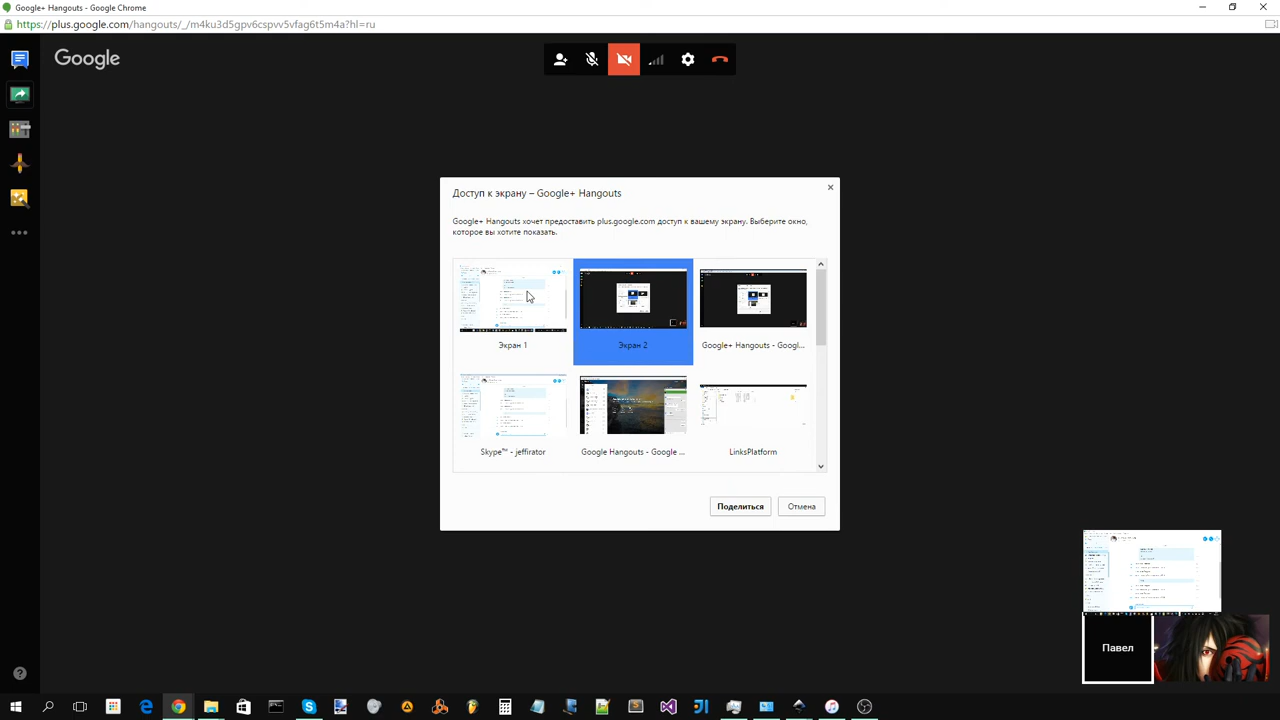 Google+ Hangouts - Google Chrome
https://plus.google.com/hangouts/_/m4ku3d5gpv6cspvv5vfag6t5m4a?hl=ru
Google
Доступ к экрану – Google+ Hangouts
Google+ Hangouts хочет предоставить plus.google.com доступ к вашему экрану. Выберите окно,
которое вы хотите показать.
Экран 1
Экран 2
Google+ Hangouts - Googl...
Skype™ - jeffirator
Google Hangouts - Google ...
LinksPlatform
Поделиться
Отмена
Павел